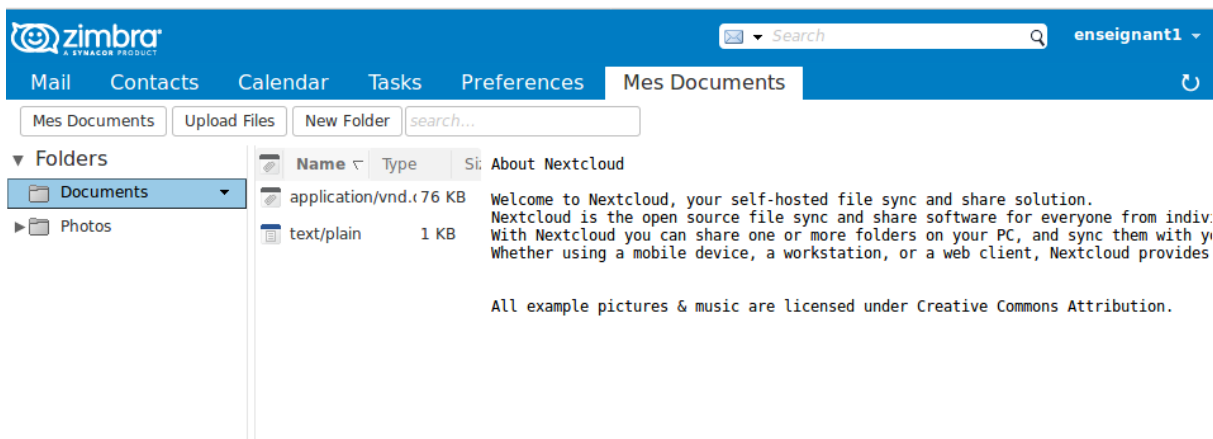 zimbra
A SYNACOR PRODUCT
Search
enseignant1
Mail Contacts Calendar Tasks Preferences Mes Documents
Mes Documents Upload Files New Folder search...
Folders
Documents
Photos
Name Type
application/vnd. 76 KB
text/plain 1 KB
About Nextcloud
Welcome to Nextcloud, your self-hosted file sync and share solution.
Nextcloud is the open source file sync and share software for everyone from indiv
With Nextcloud you can share one or more folders on your PC, and sync them with y
Whether using a mobile device, a workstation, or a web client, Nextcloud provides
All example pictures & music are licensed under Creative Commons Attribution.